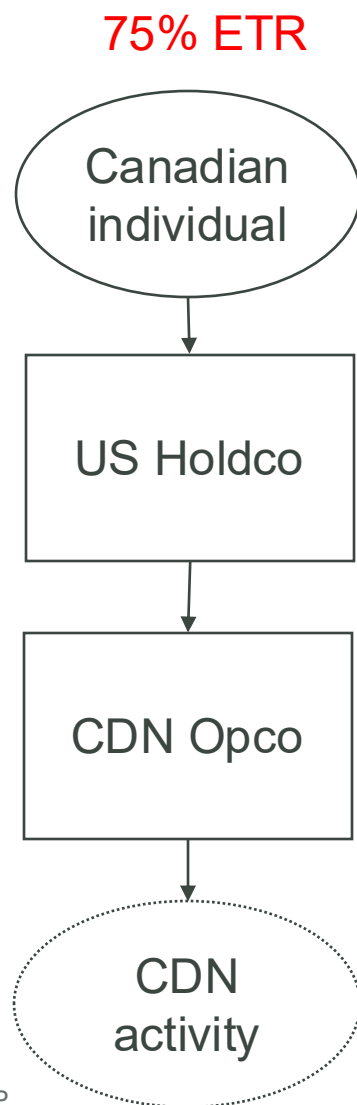 75% ETR
Canadian
individual
US Holdco
CDN Opco
CDN
activity
P